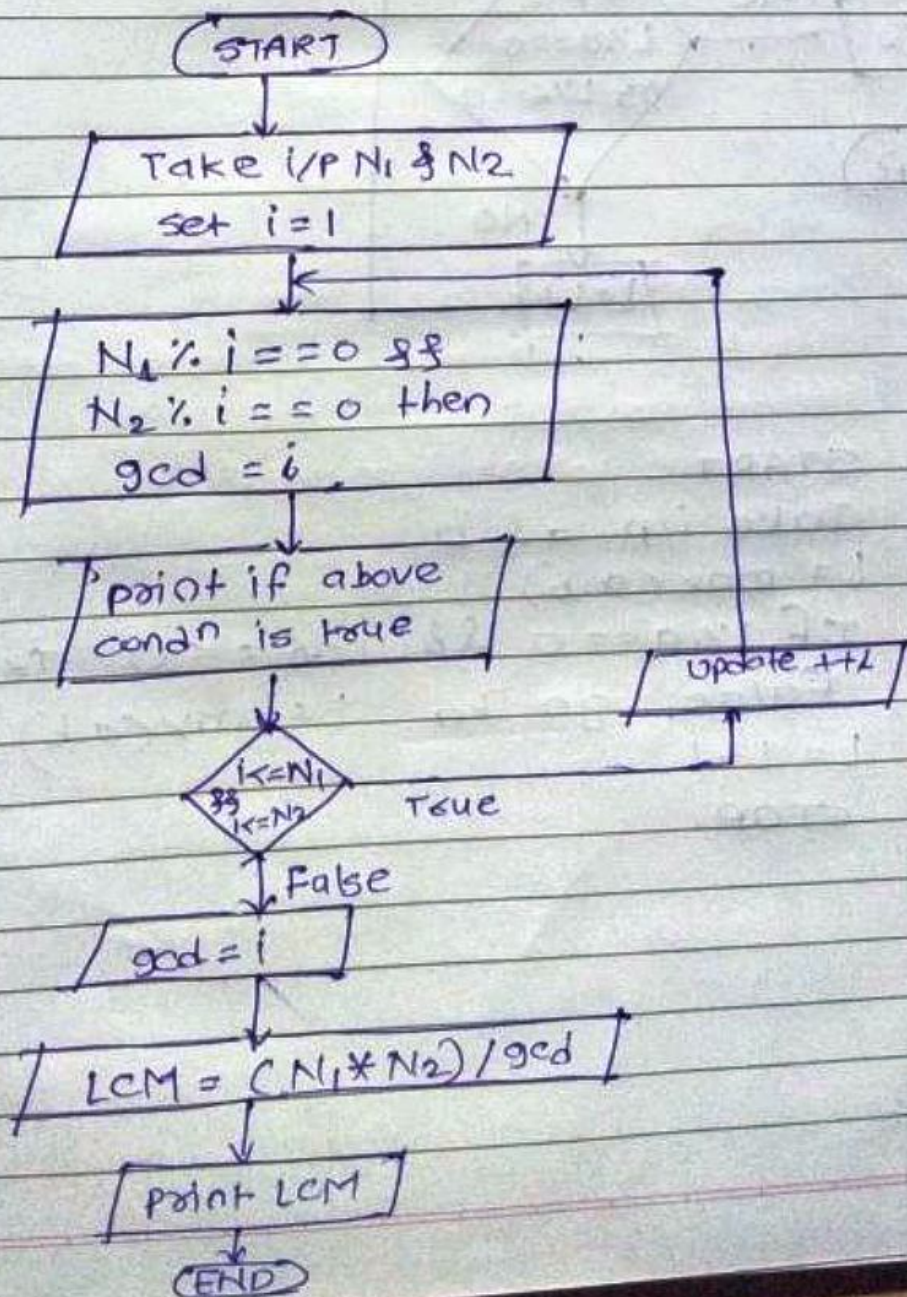 START
Take i/p N1 & N2
set i = 1
N1 % i == 0 &&
N2 % i == 0 then
gcd = i
print if above
condn is true
update ++i
i<=N1
&&
i<=N2
True
False
gcd = i
LCM = (N1*N2)/gcd
print LCM
END